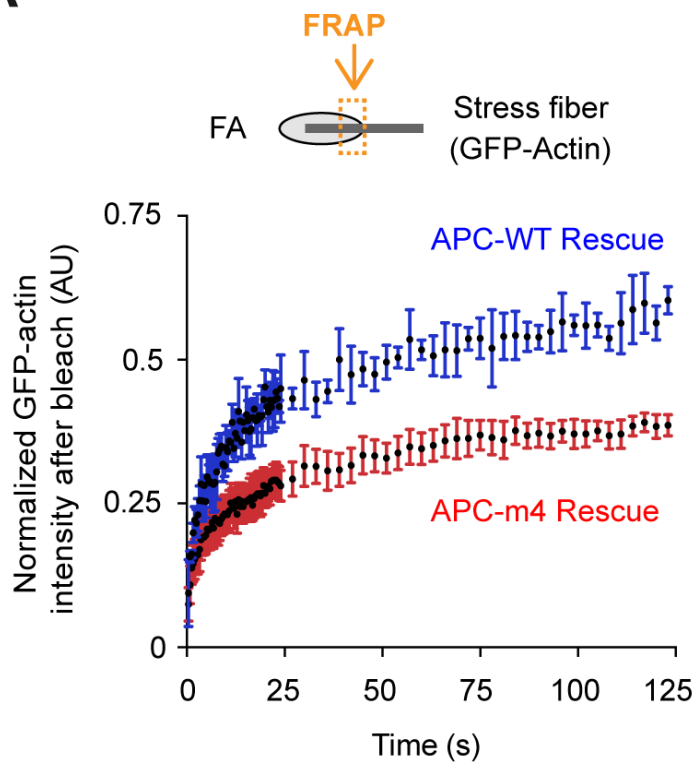 FRAP
FA
Stress fiber
(GFP-Actin)
Normalized GFP-actin
intensity after bleach (AU)
0.75
0.5
0.25
0
APC-WT Rescue
APC-m4 Rescue
0 25 50 75 100 125
Time (s)